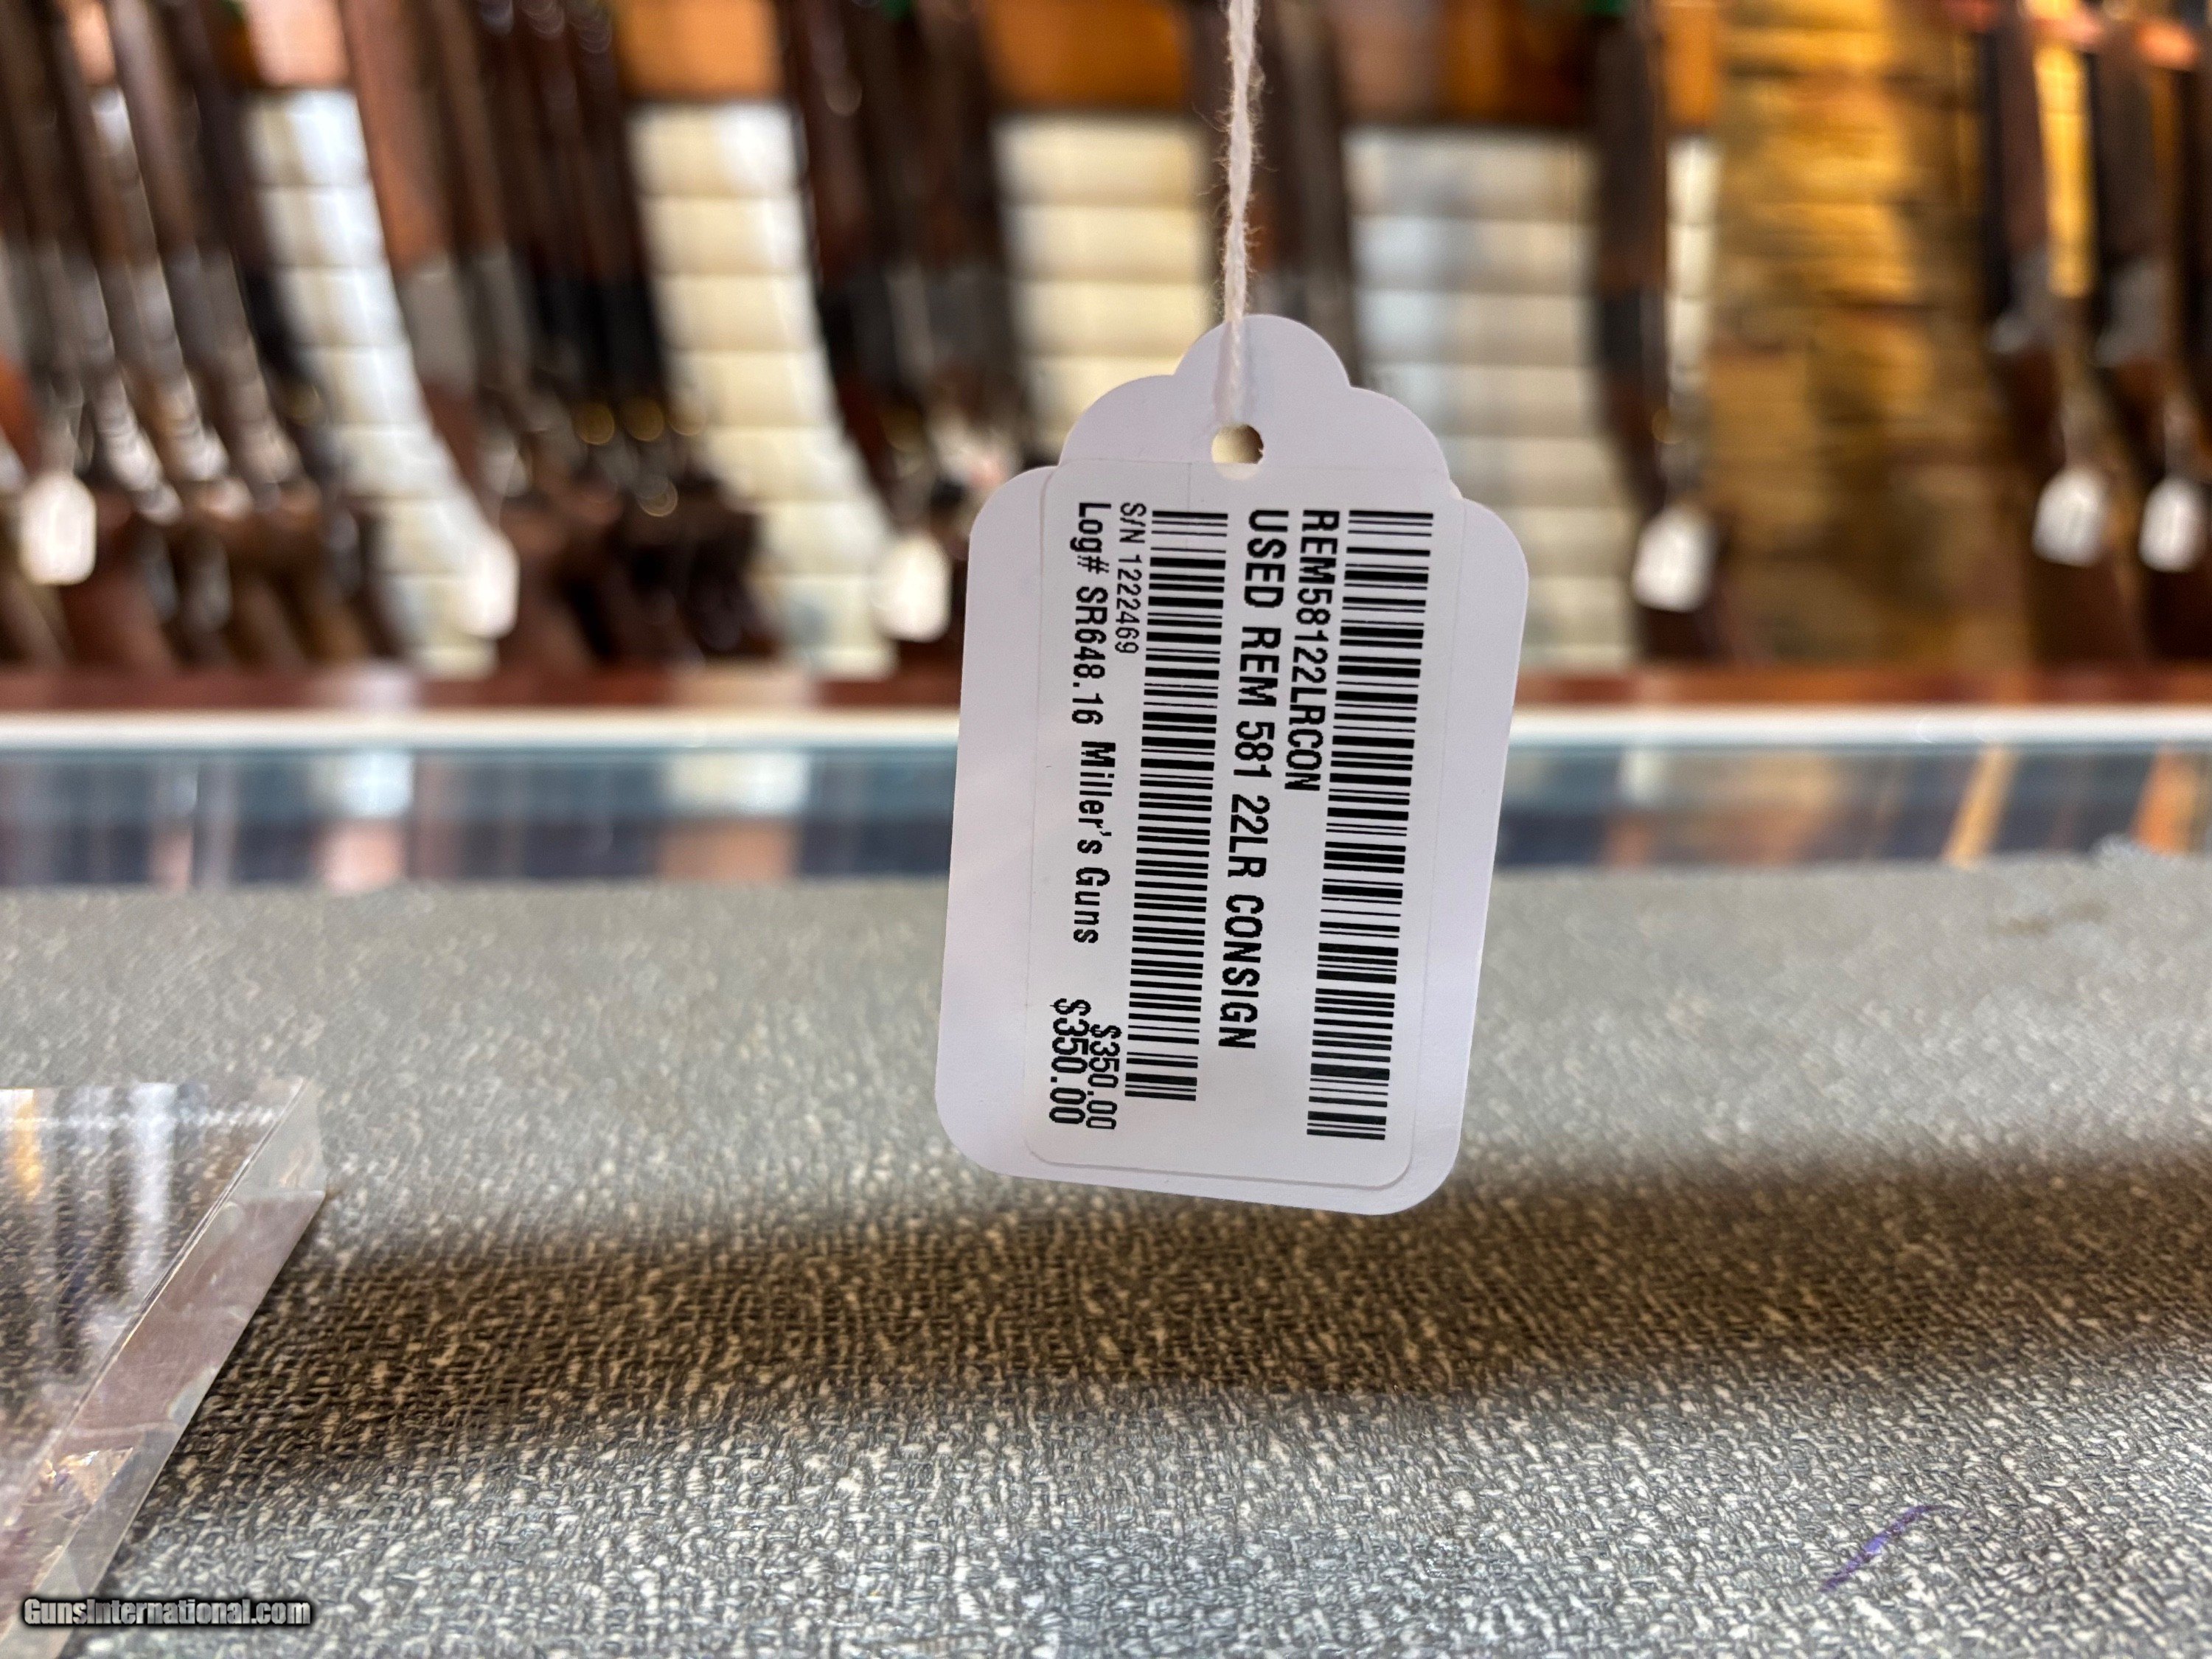 REM58122LRCON
USED REM 581 22LR CONSIGN
S/N 1222469
$350.00
Log# SR648.16 Miller's Guns $350.00
GunsInternational.com